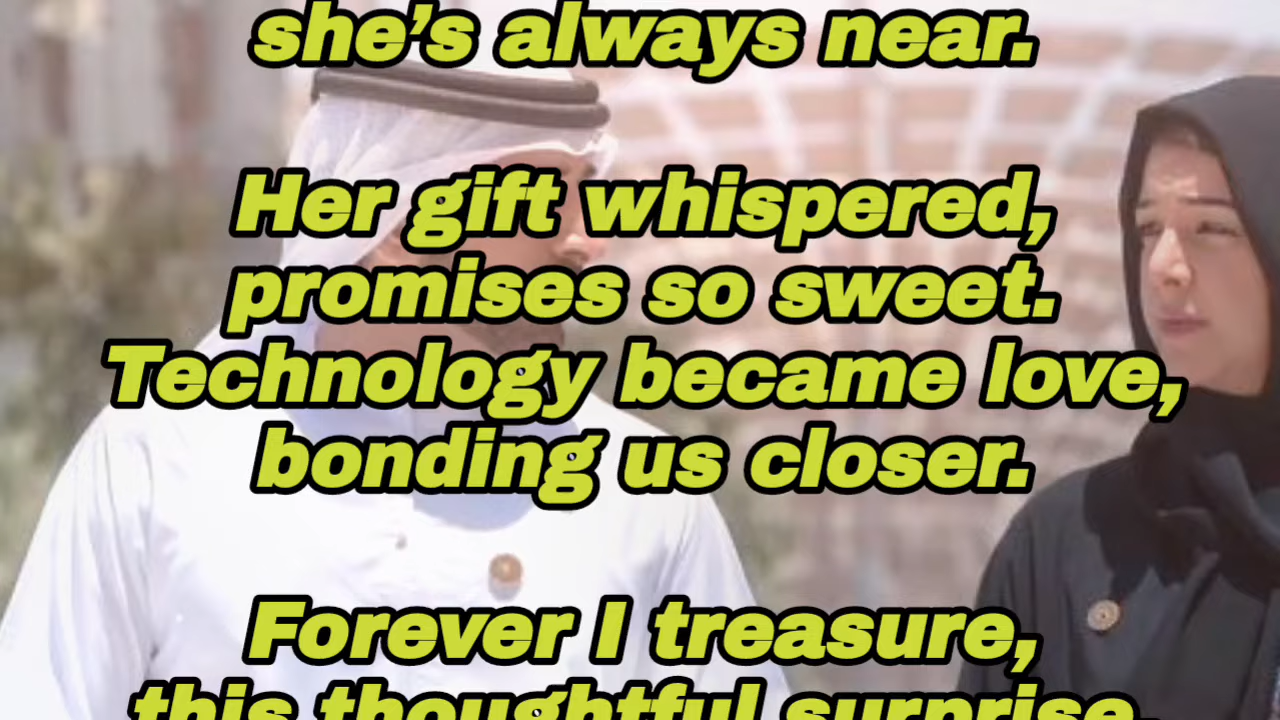 she’s always near.
Her gift whispered,
promises so sweet.
Technology became love,
bonding us closer.
Forever I treasure,
this thoughtful surprise.